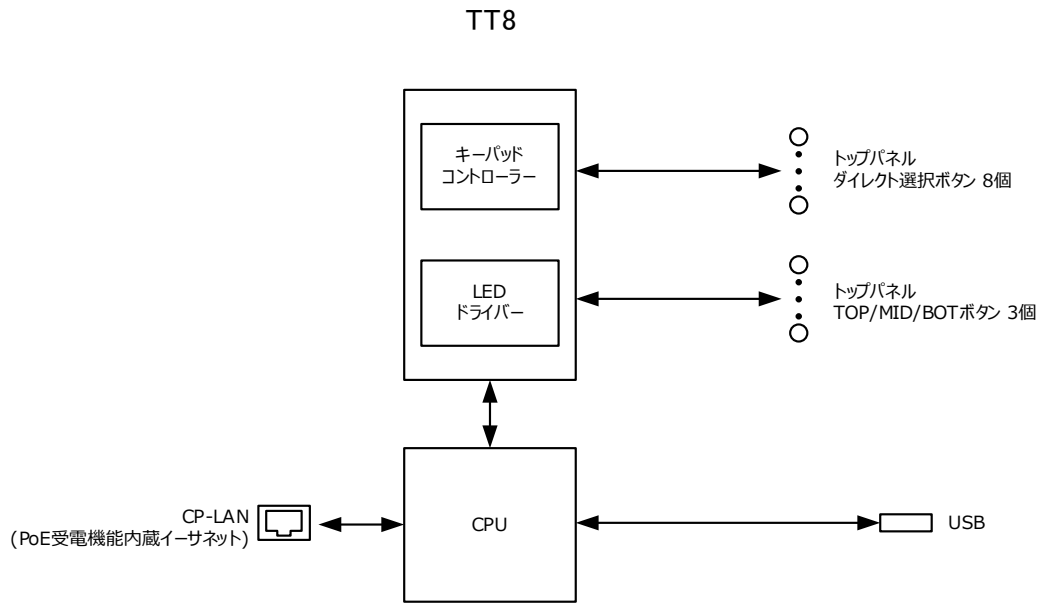 TT8
キーパッド
コントローラー
トップパネル
ダイレクト選択ボタン 8個
LED
ドライバー
トップパネル
TOP/MID/BOTボタン 3個
CP-LAN
(PoE受電機能内蔵イーサネット)
CPU
USB